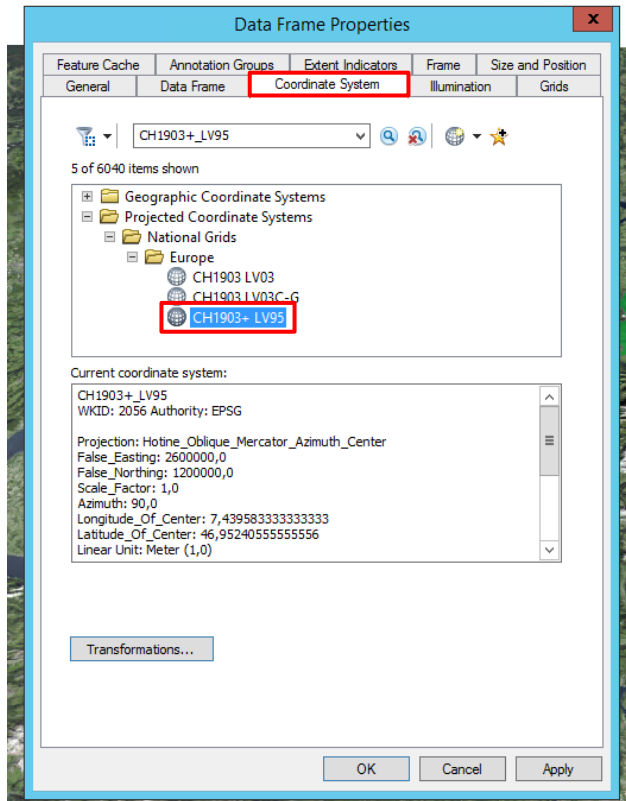 Data Frame Properties
x
Feature Cache Annotation Groups Extent Indicators Frame Size and Position
General Data Frame Coordinate System Illumination Grids
CH1903+_LV95
5 of 6040 items shown
Geographic Coordinate Systems
Projected Coordinate Systems
National Grids
Europe
CH1903 LV03
CH1903 LV03C-G
CH1903+ LV95
Current coordinate system:
CH1903+_LV95
WKID: 2056 Authority: EPSG
Projection: Hotine_Oblique_Mercator_Azimuth_Center
False_Easting: 2600000,0
False_Northing: 1200000,0
Scale_Factor: 1,0
Azimuth: 90,0
Longitude_Of_Center: 7,439583333333333
Latitude_Of_Center: 46,95240555555556
Linear Unit: Meter (1,0)
Transformations...
OK Cancel Apply